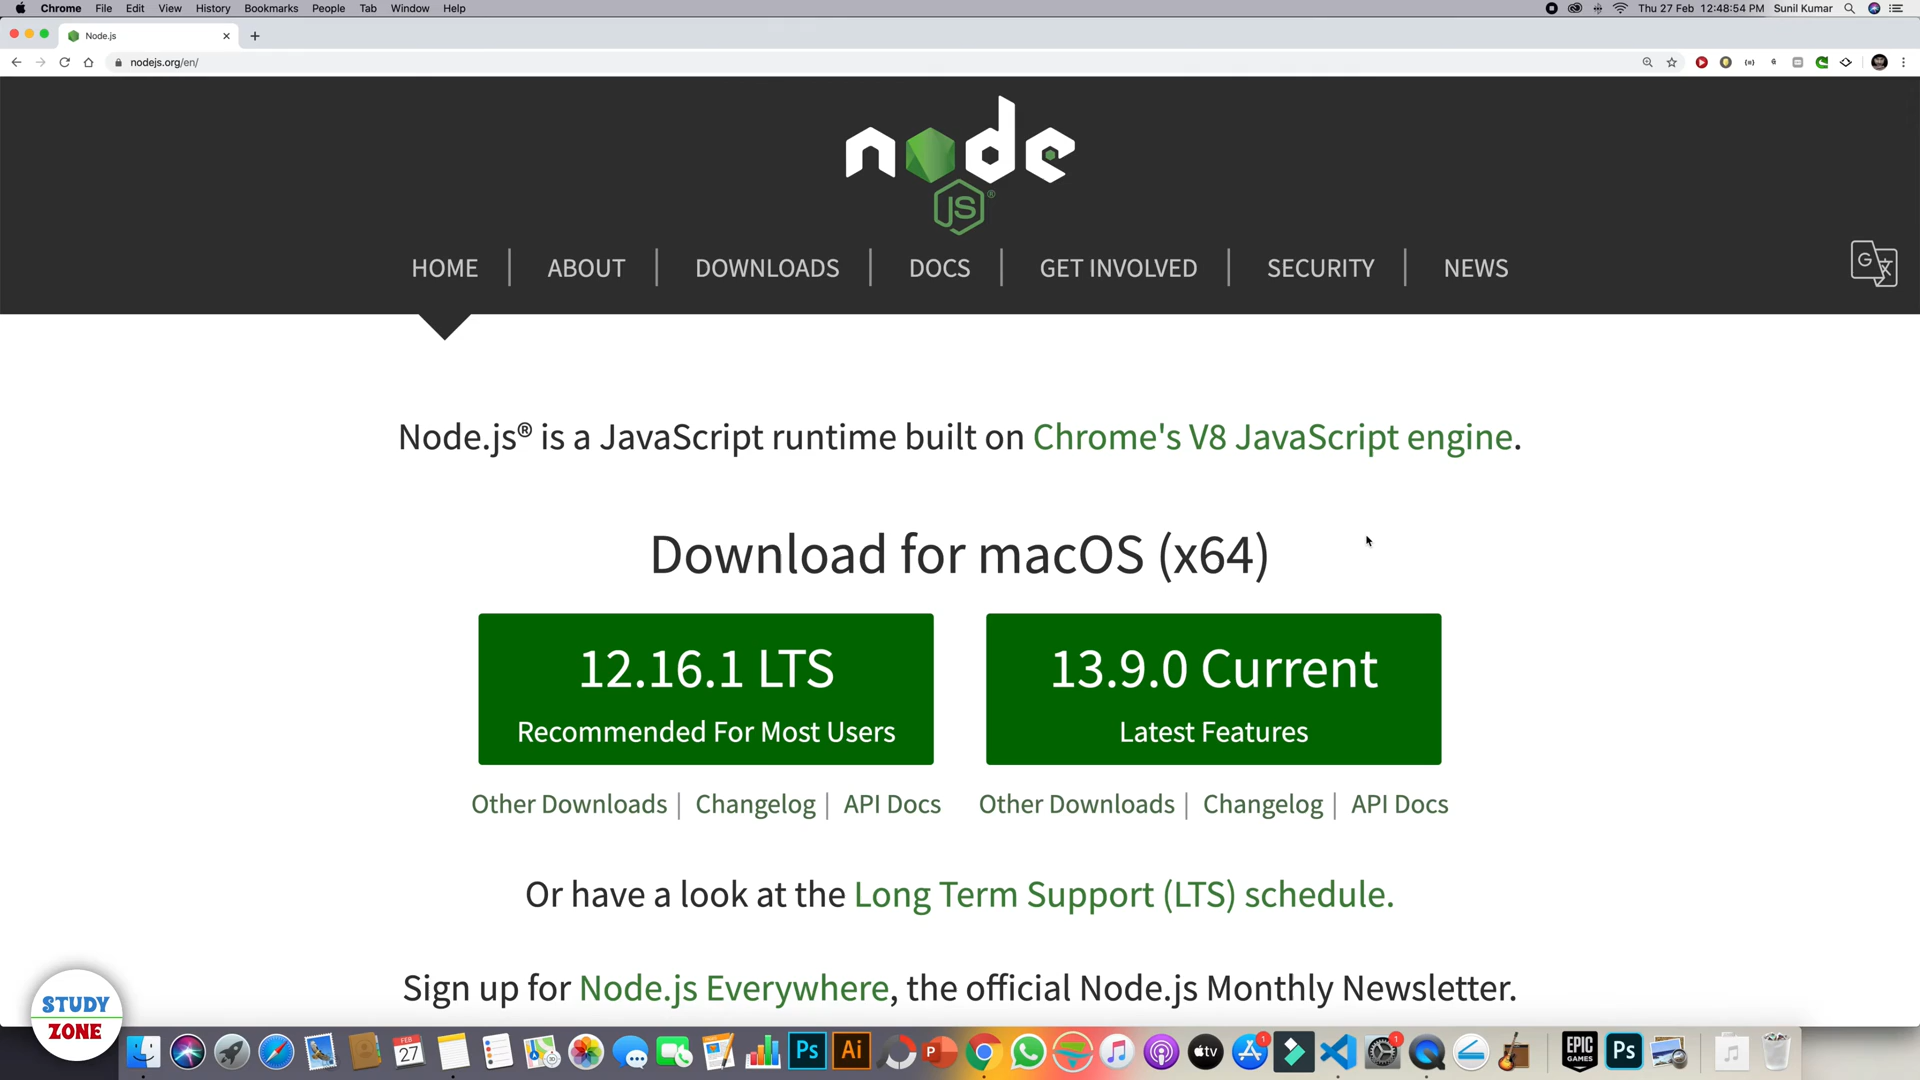 Chrome File Edit View History Bookmarks People Tab Window Help Thu 27 Feb 12:48:54 PM Sunil Kumar
Node.js
nodejs.org/en/
node
JS ®
HOME ABOUT DOWNLOADS DOCS GET INVOLVED SECURITY NEWS
G
Node.js® is a JavaScript runtime built on Chrome's V8 JavaScript engine.
Download for macOS (x64)
12.16.1 LTS
Recommended For Most Users
13.9.0 Current
Latest Features
Other Downloads | Changelog | API Docs
Other Downloads | Changelog | API Docs
Or have a look at the Long Term Support (LTS) schedule.
Sign up for Node.js Everywhere, the official Node.js Monthly Newsletter.
STUDY
ZONE
FEB
27
Ps Ai P tv 1 1
EPIC
GAMES
Ps